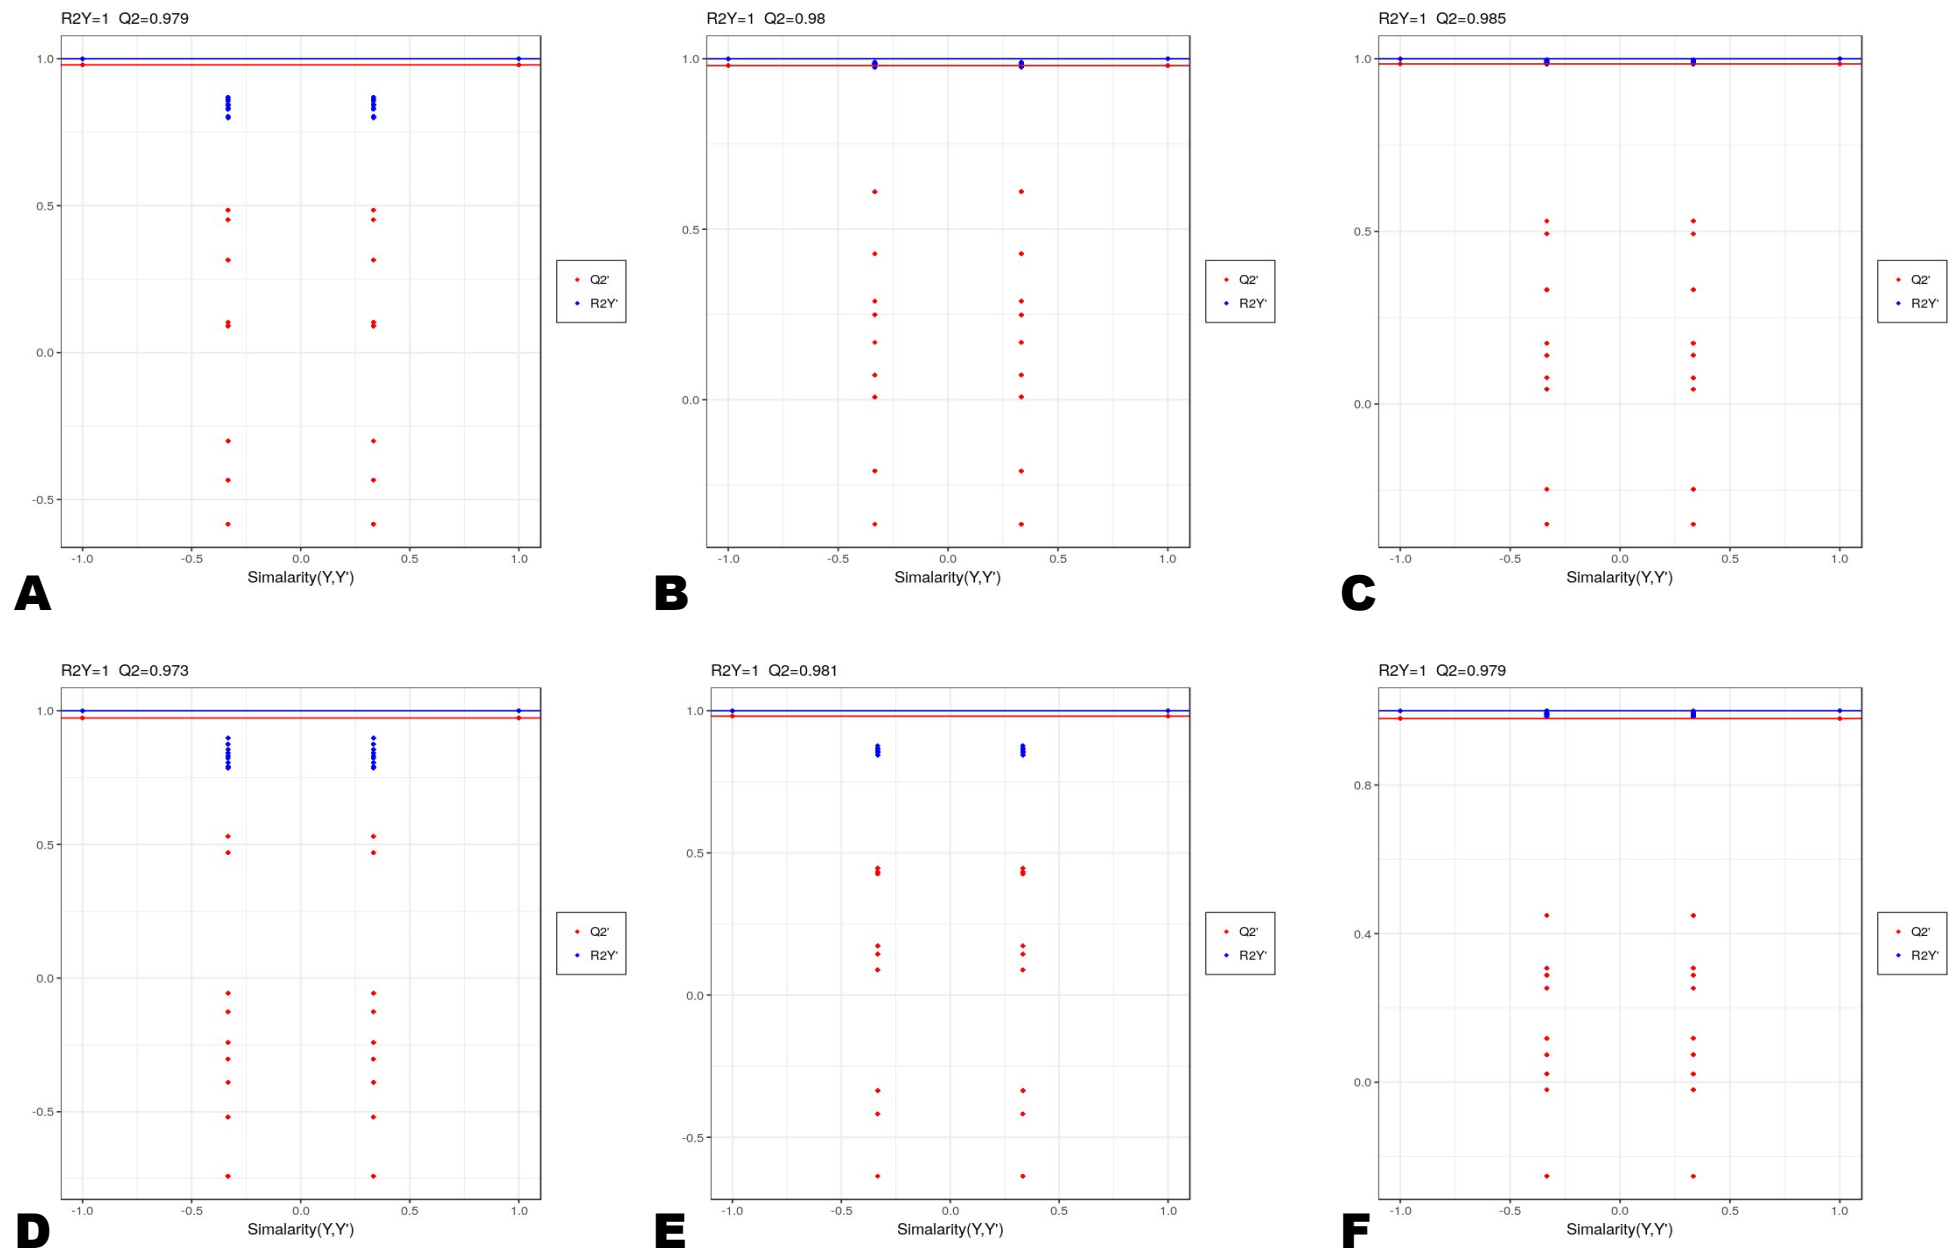 R2Y=1 Q2=0.979
1.0
0.5
0.0
-0.5
-1.0 -0.5 0.0 0.5 1.0
Simalarity(Y,Y')
Q2'
R2Y'
A
R2Y=1 Q2=0.98
1.0
0.5
0.0
-1.0 -0.5 0.0 0.5 1.0
Simalarity(Y,Y')
Q2'
R2Y'
B
R2Y=1 Q2=0.985
1.0
0.5
0.0
-1.0 -0.5 0.0 0.5 1.0
Simalarity(Y,Y')
Q2'
R2Y'
C
R2Y=1 Q2=0.973
1.0
0.5
0.0
-0.5
-1.0 -0.5 0.0 0.5 1.0
Simalarity(Y,Y')
Q2'
R2Y'
D
R2Y=1 Q2=0.981
1.0
0.5
0.0
-0.5
-1.0 -0.5 0.0 0.5 1.0
Simalarity(Y,Y')
Q2'
R2Y'
E
R2Y=1 Q2=0.979
0.8
0.4
0.0
-1.0 -0.5 0.0 0.5 1.0
Simalarity(Y,Y')
Q2'
R2Y'
F